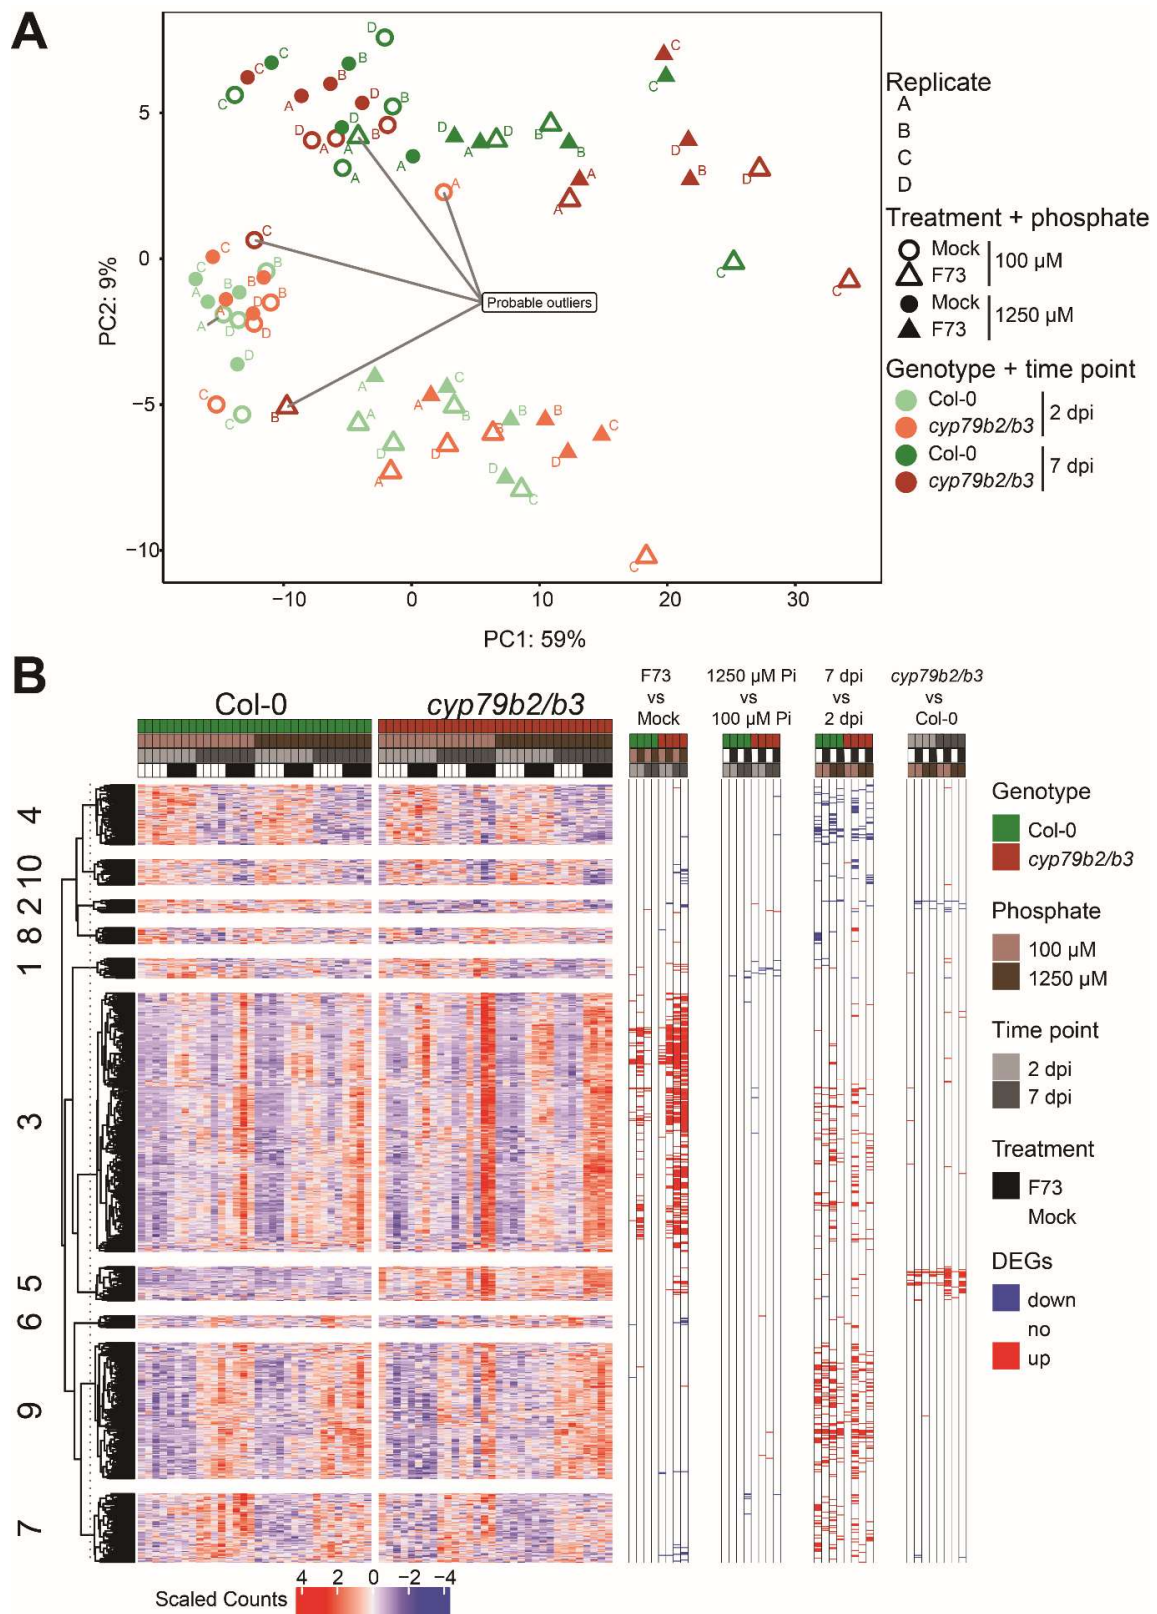 A
PC2: 9%
5
0
−5
−10
−10
0
10
20
30
PC1: 59%
Probable outliers
Replicate
A
B
C
D
Treatment + phosphate
Mock
F73
100 µM
Mock
F73
1250 µM
Genotype + time point
Col-0
cyp79b2/b3
2 dpi
Col-0
cyp79b2/b3
7 dpi
B
Col-0
cyp79b2/b3
F73
vs
Mock
1250 µM Pi
vs
100 µM Pi
7 dpi
vs
2 dpi
cyp79b2/b3
vs
Col-0
4
10
2
8
1
3
5
6
9
7
Genotype
Col-0
cyp79b2/b3
Phosphate
100 µM
1250 µM
Time point
2 dpi
7 dpi
Treatment
F73
Mock
DEGs
down
no
up
Scaled Counts
4 2 0 −2 −4